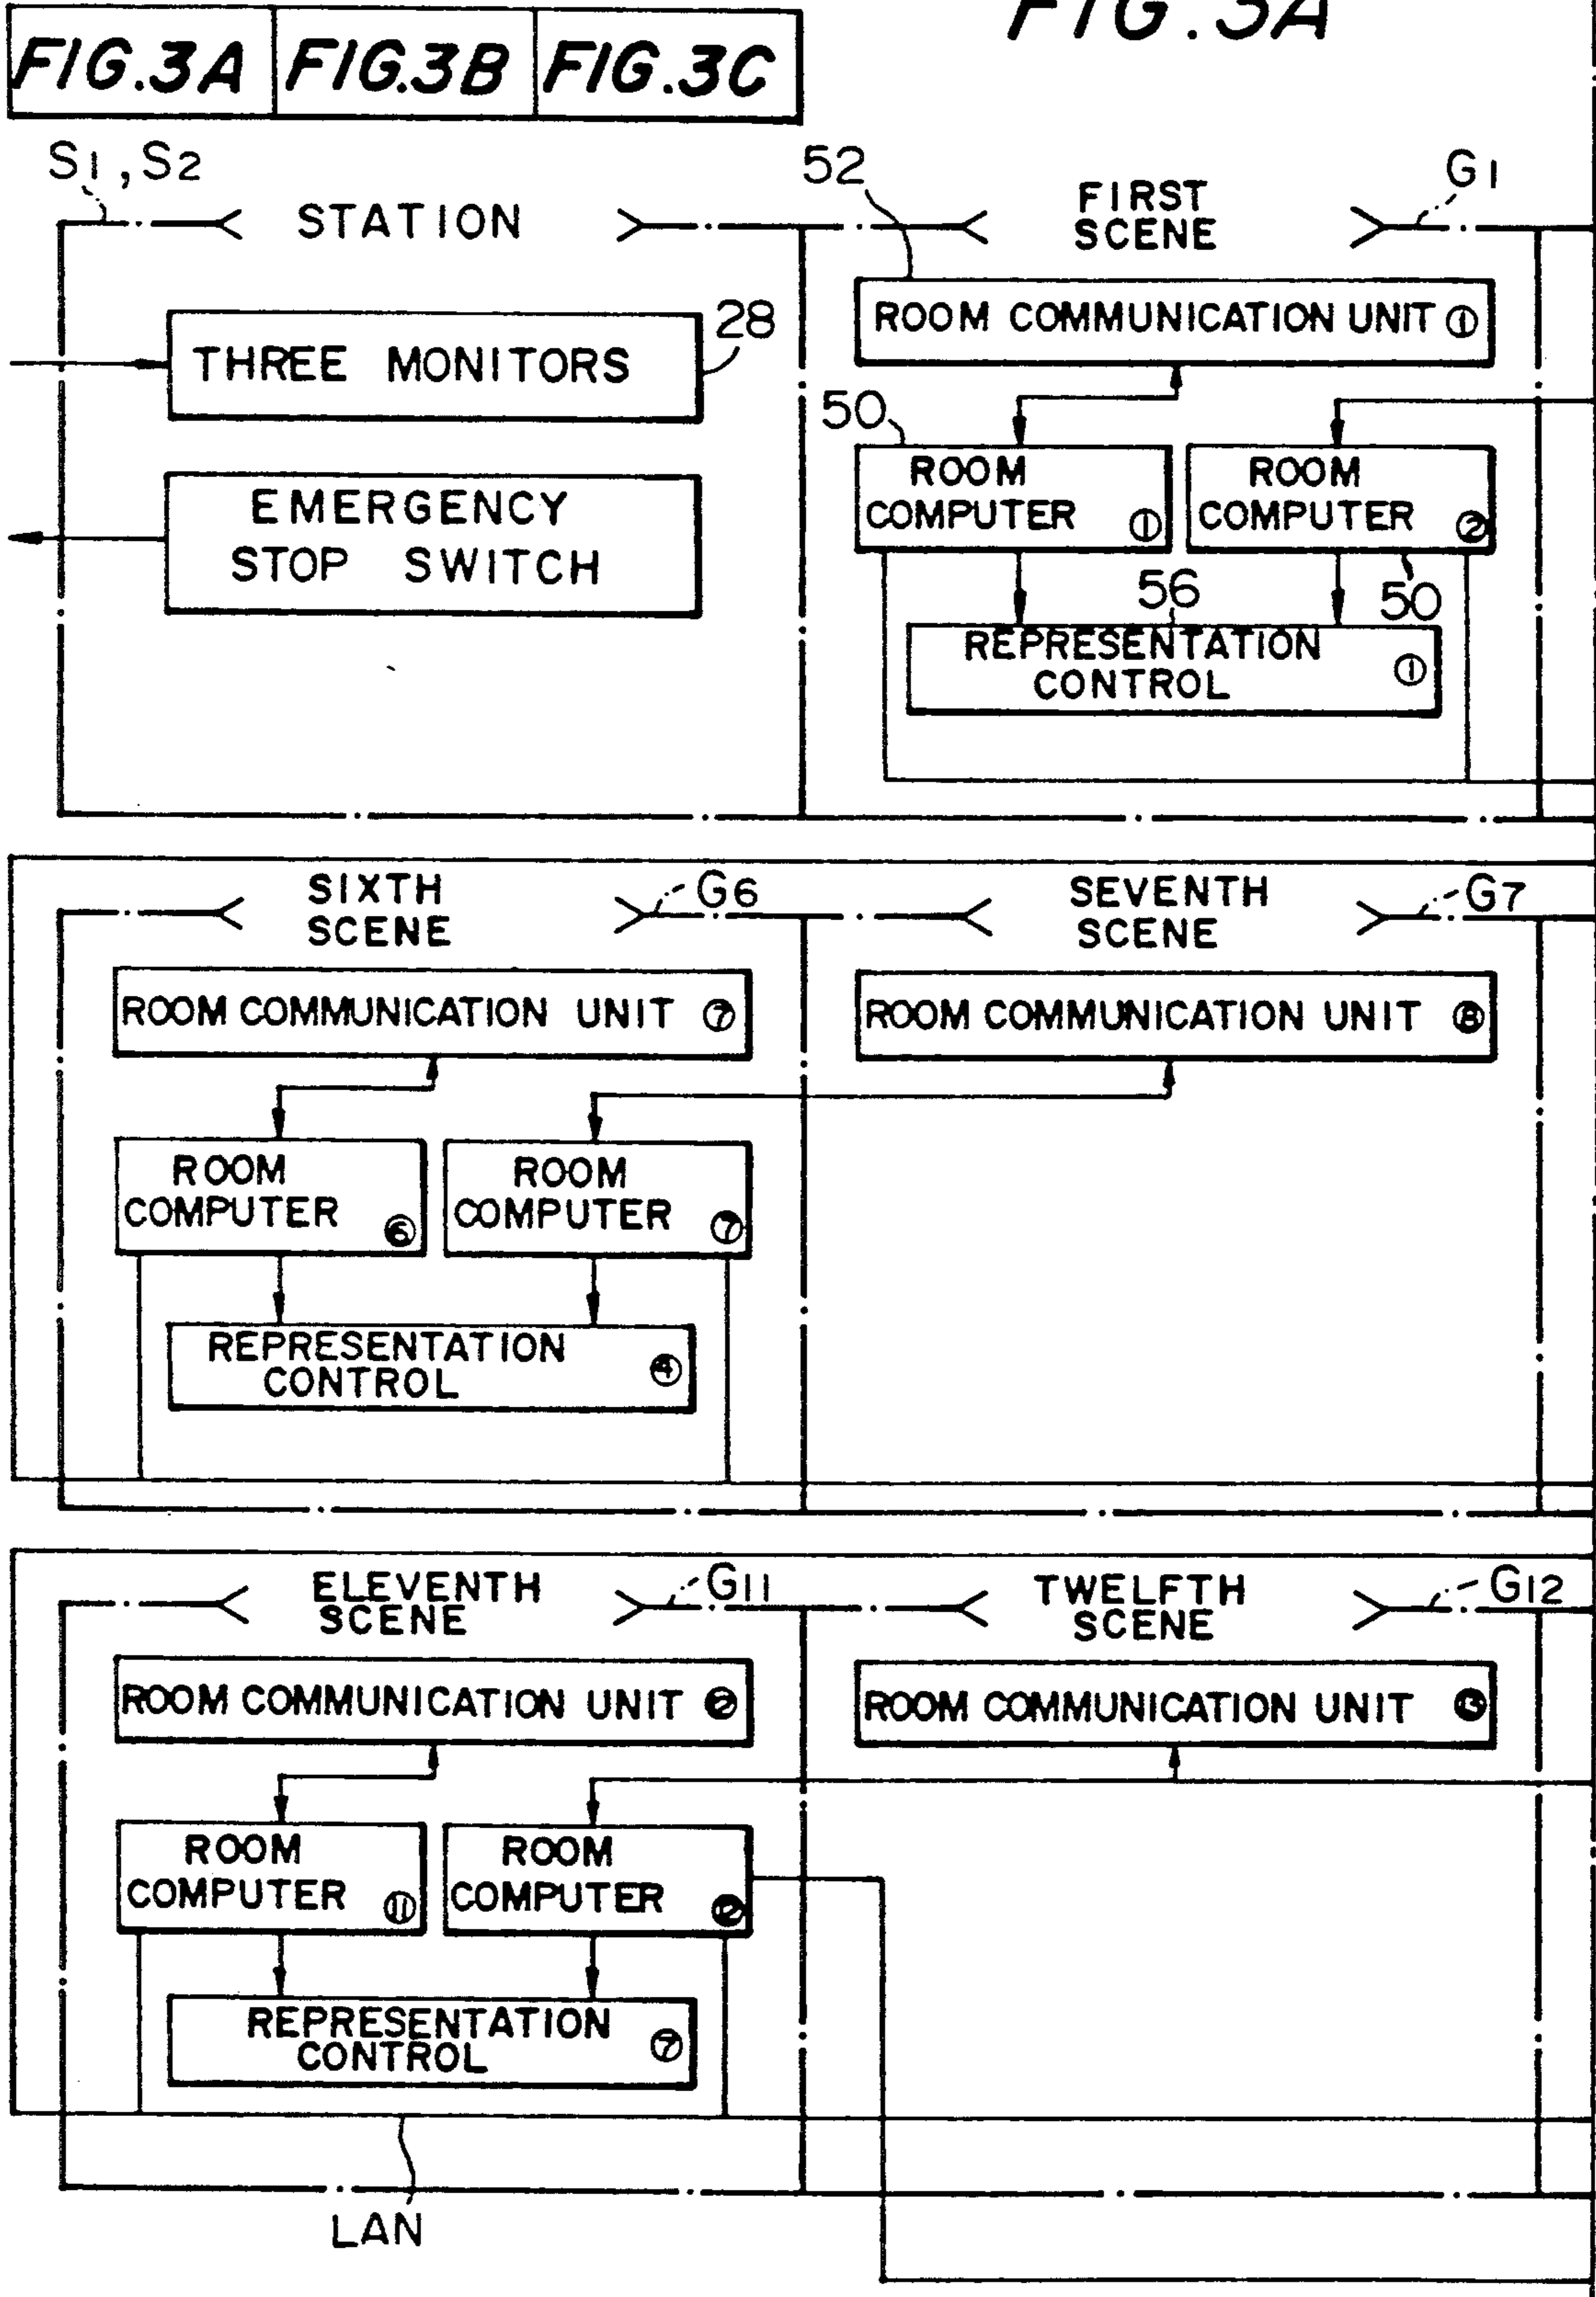 FIG. 3A
FIG.3A FIG.3B FIG.3C
S1, S2
STATION
THREE MONITORS
28
EMERGENCY
STOP SWITCH
52
FIRST
SCENE
G1
ROOM COMMUNICATION UNIT ①
50
ROOM
COMPUTER ①
ROOM
COMPUTER ②
50
56
REPRESENTATION
CONTROL ①
SIXTH
SCENE
G6
ROOM COMMUNICATION UNIT ⑦
ROOM
COMPUTER ⑥
ROOM
COMPUTER ⑦
REPRESENTATION
CONTROL ④
SEVENTH
SCENE
G7
ROOM COMMUNICATION UNIT ⑧
ELEVENTH
SCENE
G11
ROOM COMMUNICATION UNIT ⑫
ROOM
COMPUTER ⑪
ROOM
COMPUTER ⑫
REPRESENTATION
CONTROL ⑦
LAN
TWELFTH
SCENE
G12
ROOM COMMUNICATION UNIT ⑬